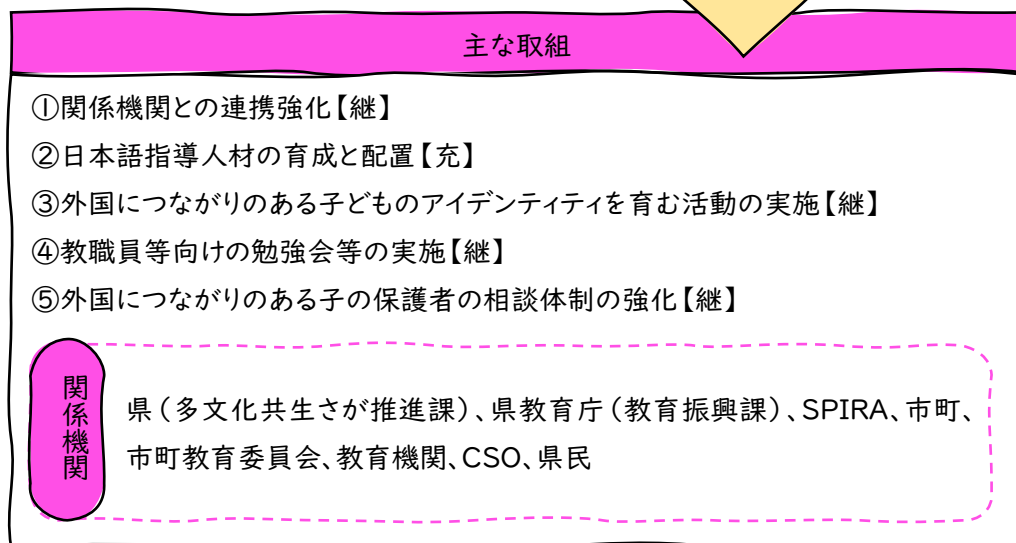 主な取組
①関係機関との連携強化【継】
②日本語指導人材の育成と配置【充】
③外国につながりのある子どものアイデンティティを育む活動の実施【継】
④教職員等向けの勉強会等の実施【継】
⑤外国につながりのある子の保護者の相談体制の強化【継】
関係機関
県(多文化共生さが推進課)、県教育庁(教育振興課)、SPIRA、市町、
市町教育委員会、教育機関、CSO、県民